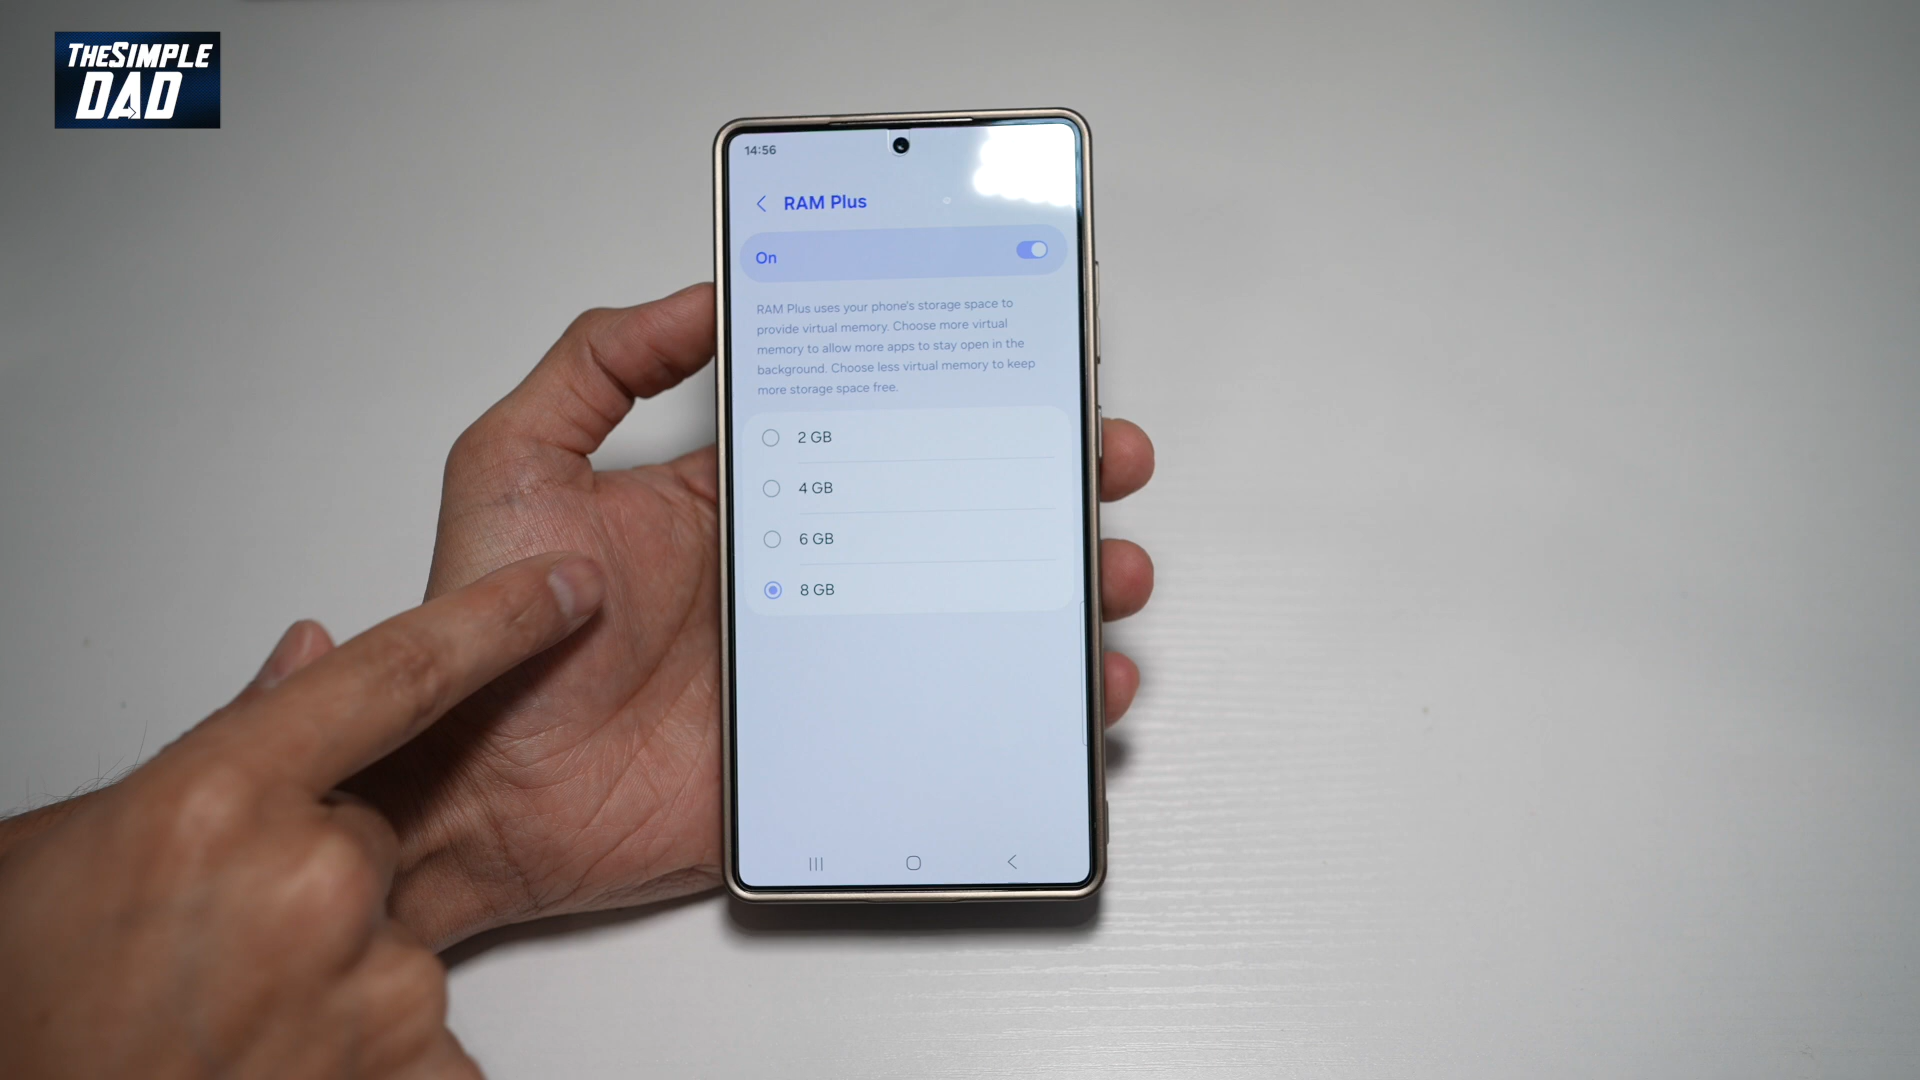 THESIMPLE
DAD
14:56
RAM Plus
On
RAM Plus uses your phone's storage space to
provide virtual memory. Choose more virtual
memory to allow more apps to stay open in the
background. Choose less virtual memory to keep
more storage space free.
2 GB
4 GB
6 GB
8 GB